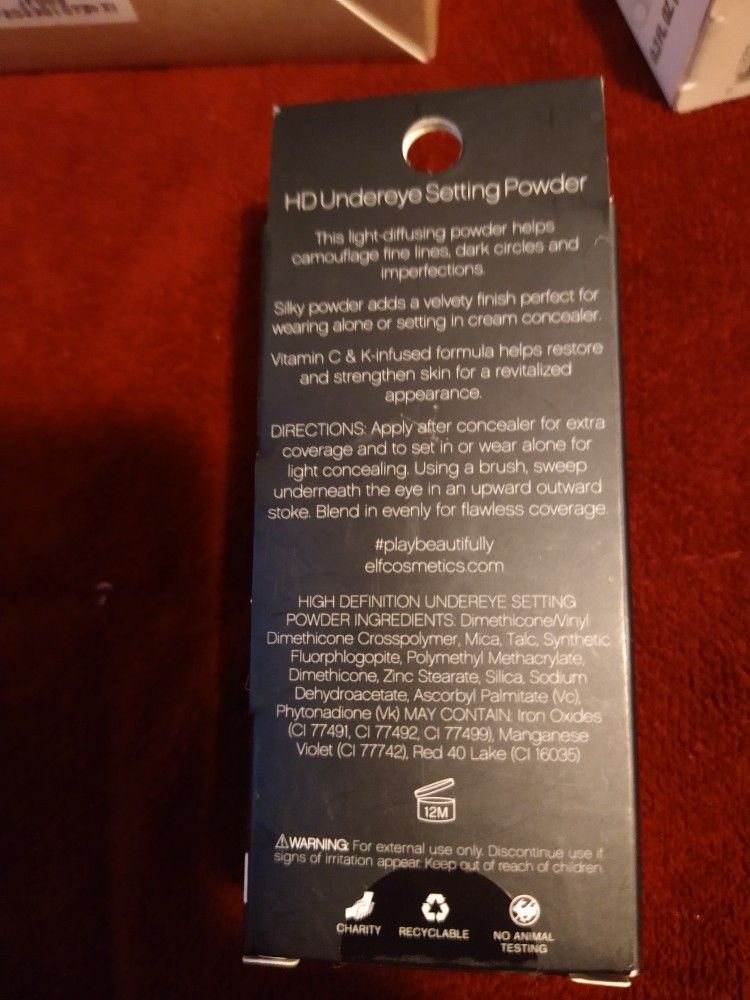 HD Undereye Setting Powder
This light-diffusing powder helps
camouflage fine lines, dark circles and
imperfections.
Silky powder adds a velvety finish perfect for
wearing alone or setting in cream concealer.
Vitamin C & K-infused formula helps restore
and strengthen skin for a revitalized
appearance.
DIRECTIONS: Apply after concealer for extra
coverage and to set in or wear alone for
light concealing. Using a brush, sweep
underneath the eye in an upward outward
stoke. Blend in evenly for flawless coverage.
#playbeautifully
elfcosmetics.com
HIGH DEFINITION UNDEREYE SETTING
POWDER INGREDIENTS: Dimethicone/Vinyl
Dimethicone Crosspolymer, Mica, Talc, Synthetic
Fluorphlogopite, Polymethyl Methacrylate,
Dimethicone, Zinc Stearate, Silica, Sodium
Dehydroacetate, Ascorbyl Palmitate (Vc),
Phytonadione (Vk) MAY CONTAIN: Iron Oxides
(CI 77491, CI 77492, CI 77499), Manganese
Violet (CI 77742), Red 40 Lake (CI 16035)
12M
WARNING: For external use only. Discontinue use if
signs of irritation appear. Keep out of reach of children.
CHARITY
RECYCLABLE
NO ANIMAL
TESTING